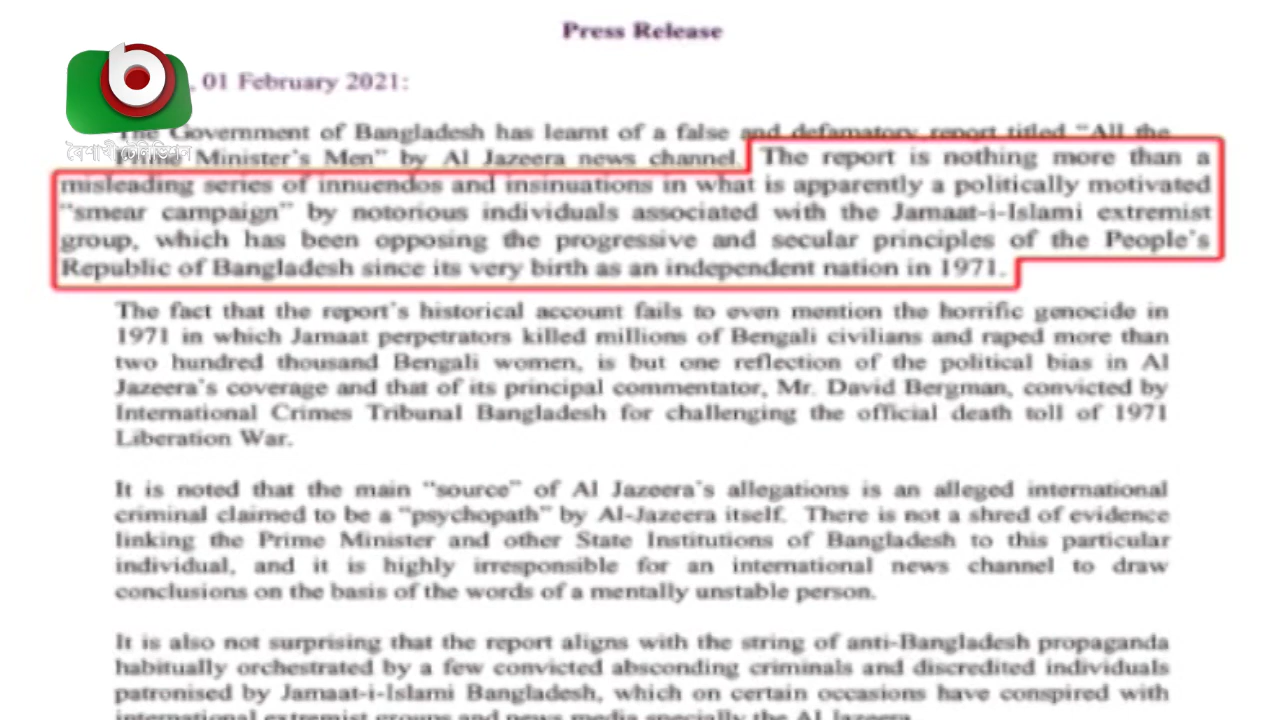 Press Release
, 01 February 2021:
The Government of Bangladesh has learnt of a false and defamatory report titled "All the
Minister's Men" by Al Jazeera news channel. The report is nothing more than a
misleading series of innuendos and insinuations in what is apparently a politically motivated
"smear campaign" by notorious individuals associated with the Jamaat-i-Islami extremist
group, which has been opposing the progressive and secular principles of the People's
Republic of Bangladesh since its very birth as an independent nation in 1971.
The fact that the report's historical account fails to even mention the horrific genocide in
1971 in which Jamaat perpetrators killed millions of Bengali civilians and raped more than
two hundred thousand Bengali women, is but one reflection of the political bias in Al
Jazeera's coverage and that of its principal commentator, Mr. David Bergman, convicted by
International Crimes Tribunal Bangladesh for challenging the official death toll of 1971
Liberation War.
It is noted that the main "source" of Al Jazeera's allegations is an alleged international
criminal claimed to be a "psychopath" by Al-Jazeera itself. There is not a shred of evidence
linking the Prime Minister and other State Institutions of Bangladesh to this particular
individual, and it is highly irresponsible for an international news channel to draw
conclusions on the basis of the words of a mentally unstable person.
It is also not surprising that the report aligns with the string of anti-Bangladesh propaganda
habitually orchestrated by a few convicted absconding criminals and discredited individuals
patronised by Jamaat-i-Islami Bangladesh, which on certain occasions have conspired with
international extremist groups and news media specially the Al Jazeera.
বৈশাখী টেলিভিশন